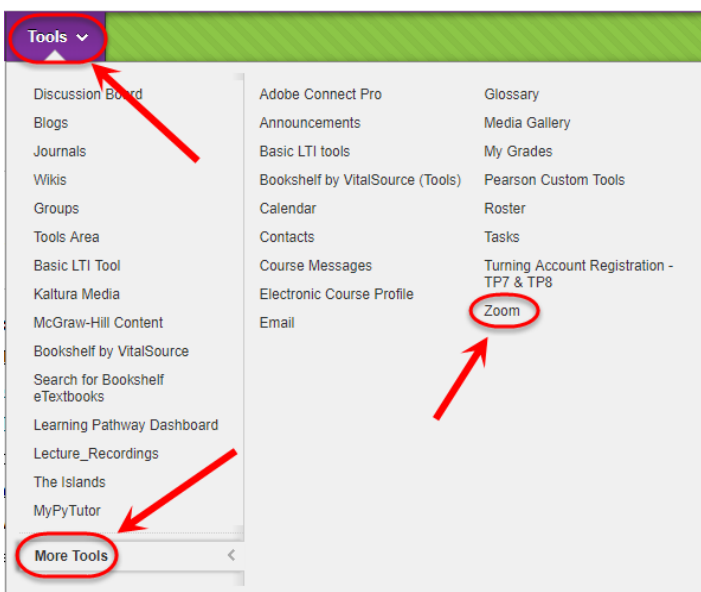 Tools
Discussion Board
Blogs
Journals
Wikis
Groups
Tools Area
Basic LTI Tool
Kaltura Media
McGraw-Hill Content
Bookshelf by VitalSource
Search for Bookshelf
eTextbooks
Learning Pathway Dashboard
Lecture_Recordings
The Islands
MyPyTutor
More Tools
Adobe Connect Pro
Announcements
Basic LTI tools
Bookshelf by VitalSource (Tools)
Calendar
Contacts
Course Messages
Electronic Course Profile
Email
Glossary
Media Gallery
My Grades
Pearson Custom Tools
Roster
Tasks
Turning Account Registration -
TP7 & TP8
Zoom